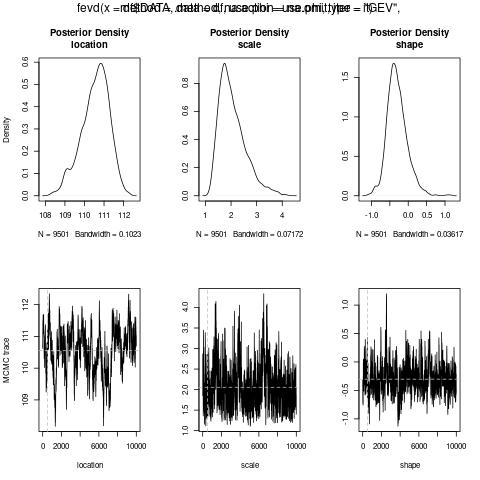 fevd(x =
"GEV",
Posterior Density Posterior Density Posterior Density
location scale shape
Density
0.0 0.1 0.2 0.3 0.4 0.5 0.6
0.0 0.2 0.4 0.6 0.8
0.0 0.5 1.0 1.5
108 109 110 111 112
1 2 3 4
-1.0 0.0 0.5 1.0
N = 9501 Bandwidth = 0.1023
N = 9501 Bandwidth = 0.07172
N = 9501 Bandwidth = 0.03617
MCMC trace
109 110 111 112
1.0 1.5 2.0 2.5 3.0 3.5 4.0
-1.0 -0.5 0.0 0.5 1.0
0 2000 6000 10000
0 2000 6000 10000
0 2000 6000 10000
location scale shape